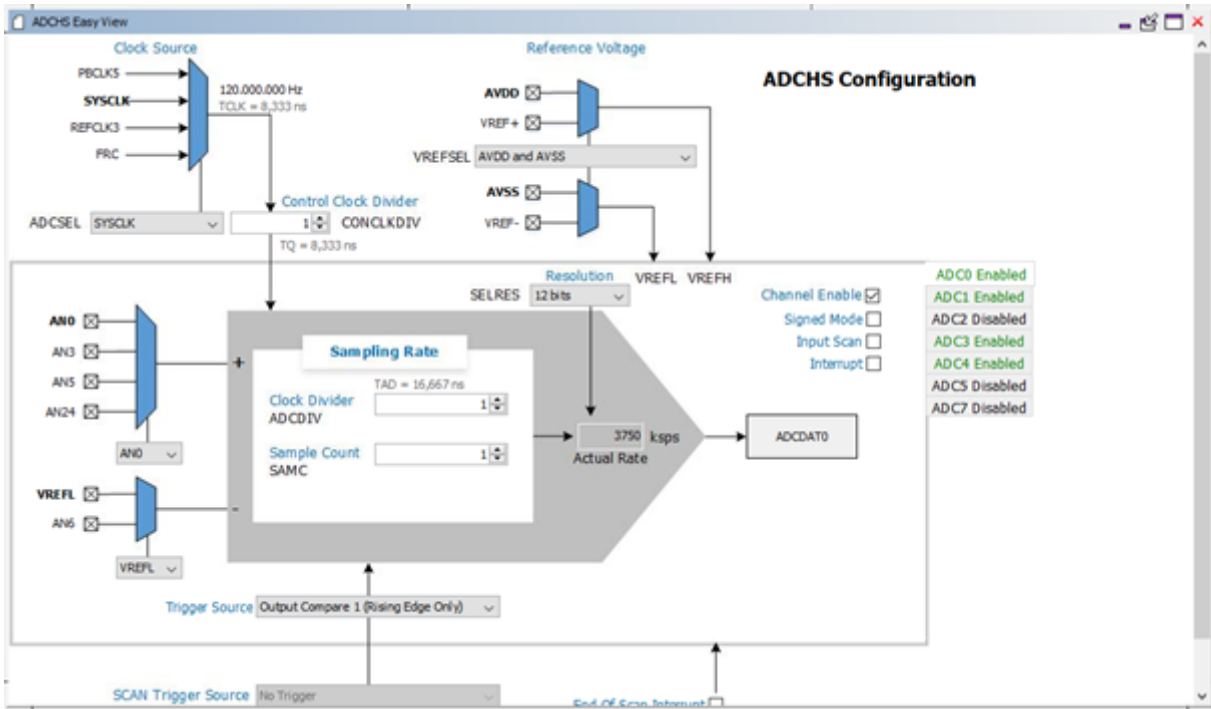 ADCHS Easy View
ADCHS Configuration
Clock Source
PBCLK5
SYSCLK
REFCLK3
FRC
120.000.000 Hz
TCLK = 8,333 ns
ADCSEL SYSCLK
Control Clock Divider
1 CONCLKDIV
TQ = 8,333 ns
Reference Voltage
AVDD
VREF+
VREFSEL AVDD and AVSS
AVSS
VREF-
VREFL VREFH
Resolution
SELRES 12 bits
Channel Enable
Signed Mode
Input Scan
Interrupt
ADC0 Enabled
ADC1 Enabled
ADC2 Disabled
ADC3 Enabled
ADC4 Enabled
ADC5 Disabled
ADC7 Disabled
AN0
AN3
AN5
AN24
AN0
VREFL
AN6
VREFL
+
-
Sampling Rate
TAD = 16,667 ns
Clock Divider
ADCDIV
1
Sample Count
SAMC
1
3750 ksps
Actual Rate
ADCDAT0
Trigger Source Output Compare 1 (Rising Edge Only)
SCAN Trigger Source No Trigger
End Of Scan Interrupt